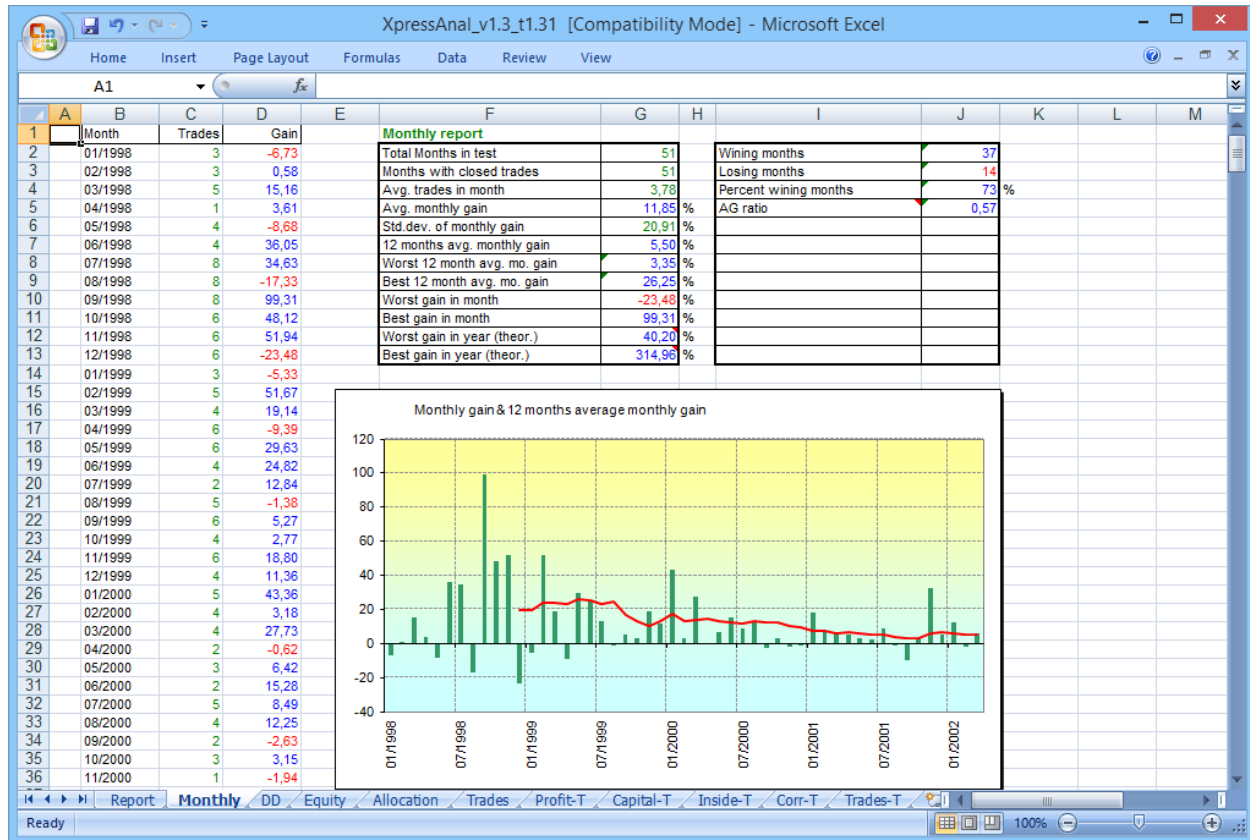 XpressAnal_v1.3_t1.31 [Compatibility Mode] - Microsoft Excel
Home Insert Page Layout Formulas Data Review View
A1 fx
A B C D E F G H I J K L M
1 Month Trades Gain Monthly report
2 01/1998 3 -6,73 Total Months in test 51 Wining months 37
3 02/1998 3 0,58 Months with closed trades 51 Losing months 14
4 03/1998 5 15,16 Avg. trades in month 3,78 Percent wining months 73 %
5 04/1998 1 3,61 Avg. monthly gain 11,85 % AG ratio 0,57
6 05/1998 4 -8,68 Std.dev. of monthly gain 20,91 %
7 06/1998 4 36,05 12 months avg. monthly gain 5,50 %
8 07/1998 8 34,63 Worst 12 month avg. mo. gain 3,35 %
9 08/1998 8 -17,33 Best 12 month avg. mo. gain 26,25 %
10 09/1998 8 99,31 Worst gain in month -23,48 %
11 10/1998 6 48,12 Best gain in month 99,31 %
12 11/1998 6 51,94 Worst gain in year (theor.) 40,20 %
13 12/1998 6 -23,48 Best gain in year (theor.) 314,96 %
14 01/1999 3 -5,33
15 02/1999 5 51,67
16 03/1999 4 19,14
17 04/1999 6 -9,39
18 05/1999 6 29,63
19 06/1999 4 24,82
20 07/1999 2 12,84
21 08/1999 5 -1,38
22 09/1999 6 5,27
23 10/1999 4 2,77
24 11/1999 6 18,80
25 12/1999 4 11,36
26 01/2000 5 43,36
27 02/2000 4 3,18
28 03/2000 4 27,73
29 04/2000 2 -0,62
30 05/2000 3 6,42
31 06/2000 2 15,28
32 07/2000 5 8,49
33 08/2000 4 12,25
34 09/2000 2 -2,63
35 10/2000 3 3,15
36 11/2000 1 -1,94
Monthly gain & 12 months average monthly gain
120
100
80
60
40
20
0
-20
-40
01/1998 07/1998 01/1999 07/1999 01/2000 07/2000 01/2001 07/2001 01/2002
Report Monthly DD Equity Allocation Trades Profit-T Capital-T Inside-T Corr-T Trades-T
Ready 100%